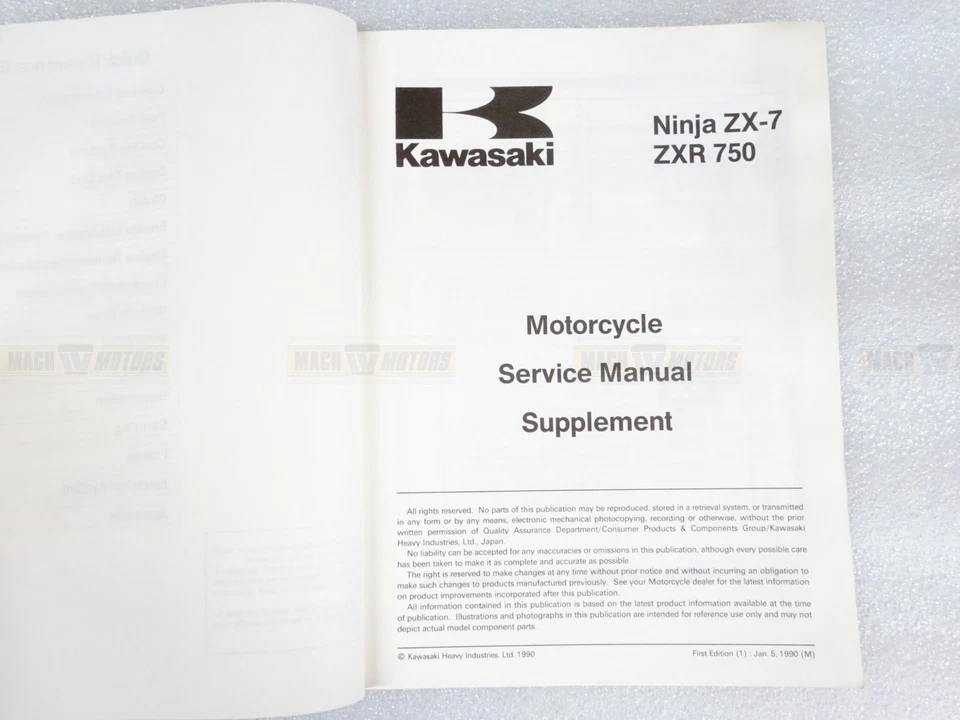 Kawasaki
Ninja ZX-7
ZXR 750
Motorcycle
Service Manual
Supplement
MACH IV MOTORS
MACH IV MOTORS
MACH
All rights reserved. No parts of this publication may be reproduced, stored in a retrieval system, or transmitted
in any form or by any means, electronic mechanical photocopying, recording or otherwise, without the prior
written permission of Quality Assurance Department/Consumer Products & Components Group/Kawasaki
Heavy Industries, Ltd., Japan.
No liability can be accepted for any inaccuracies or omissions in this publication, although every possible care
has been taken to make it as complete and accurate as possible.
The right is reserved to make changes at any time without prior notice and without incurring an obligation to
make such changes to products manufactured previously. See your Motorcycle dealer for the latest information
on product improvements incorporated after this publication.
All information contained in this publication is based on the latest product information available at the time
of publication. Illustrations and photographs in this publication are intended for reference use only and may not
depict actual model component parts.
© Kawasaki Heavy Industries, Ltd. 1990
First Edition (1) : Jan. 5, 1990 (M)